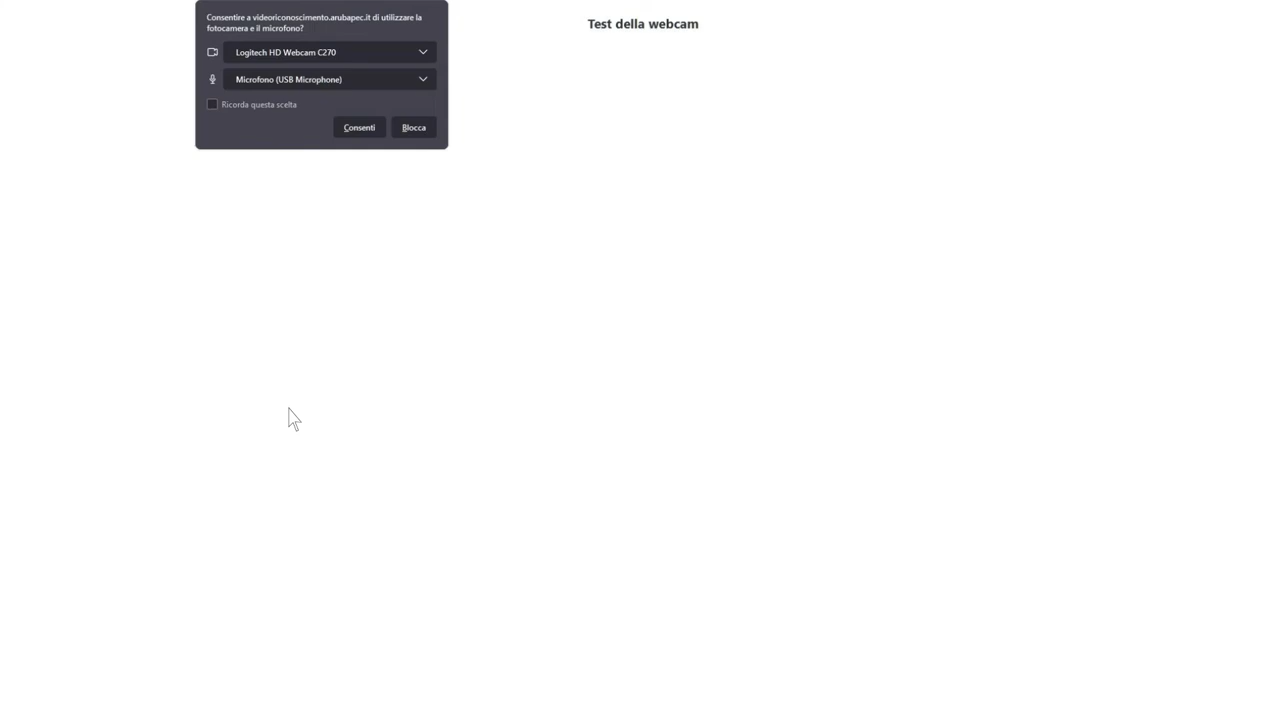 Consentire a videoriconoscimento.arubapec.it di utilizzare la
fotocamera e il microfono?
Logitech HD Webcam C270
Microfono (USB Microphone)
Ricorda questa scelta
Consenti
Blocca
Test della webcam